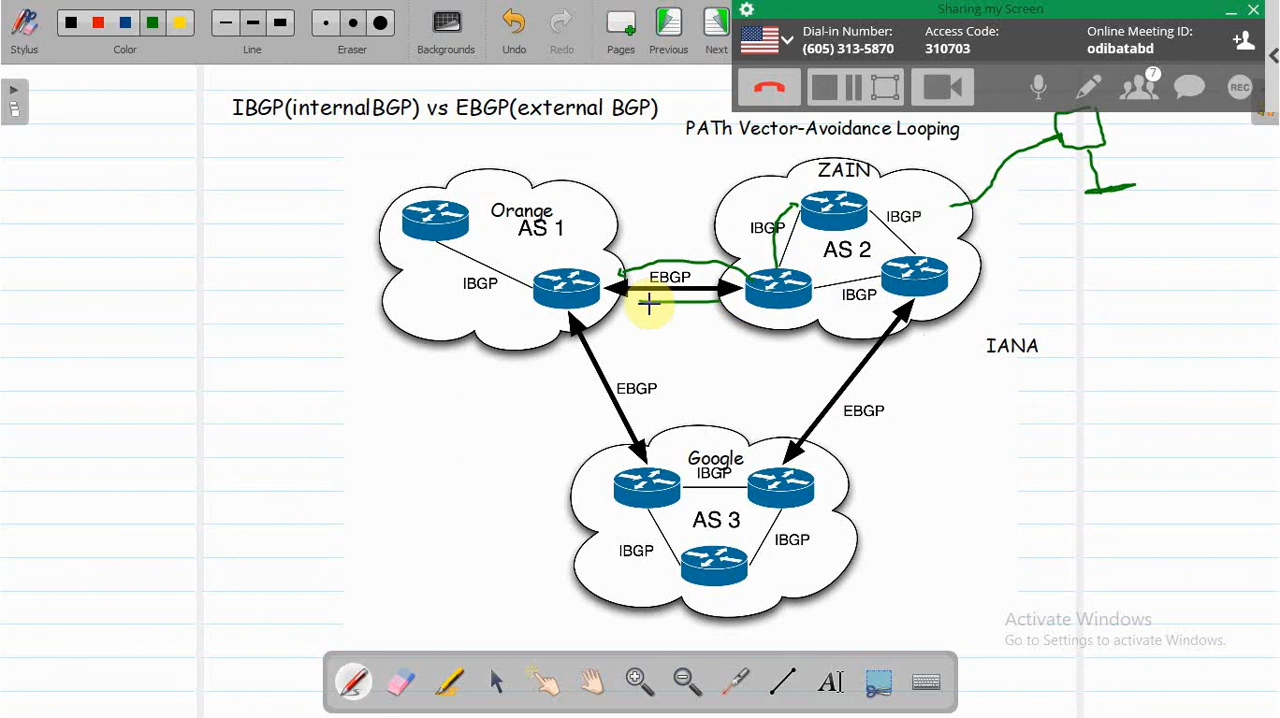 Sharing my Screen
Dial-in Number:
(605) 313-5870
Access Code:
310703
Online Meeting ID:
odibatabd
7
REC
Stylus
Color
Line
Eraser
Backgrounds
Undo
Redo
Pages
Previous
Next
IBGP(internalBGP) vs EBGP(external BGP)
PATh Vector-Avoidance Looping
ZAIN
Orange
AS 1
IBGP
IBGP
IBGP
AS 2
IBGP
EBGP
IANA
EBGP
EBGP
Google
IBGP
AS 3
IBGP
IBGP
Activate Windows
Go to Settings to activate Windows.
AI